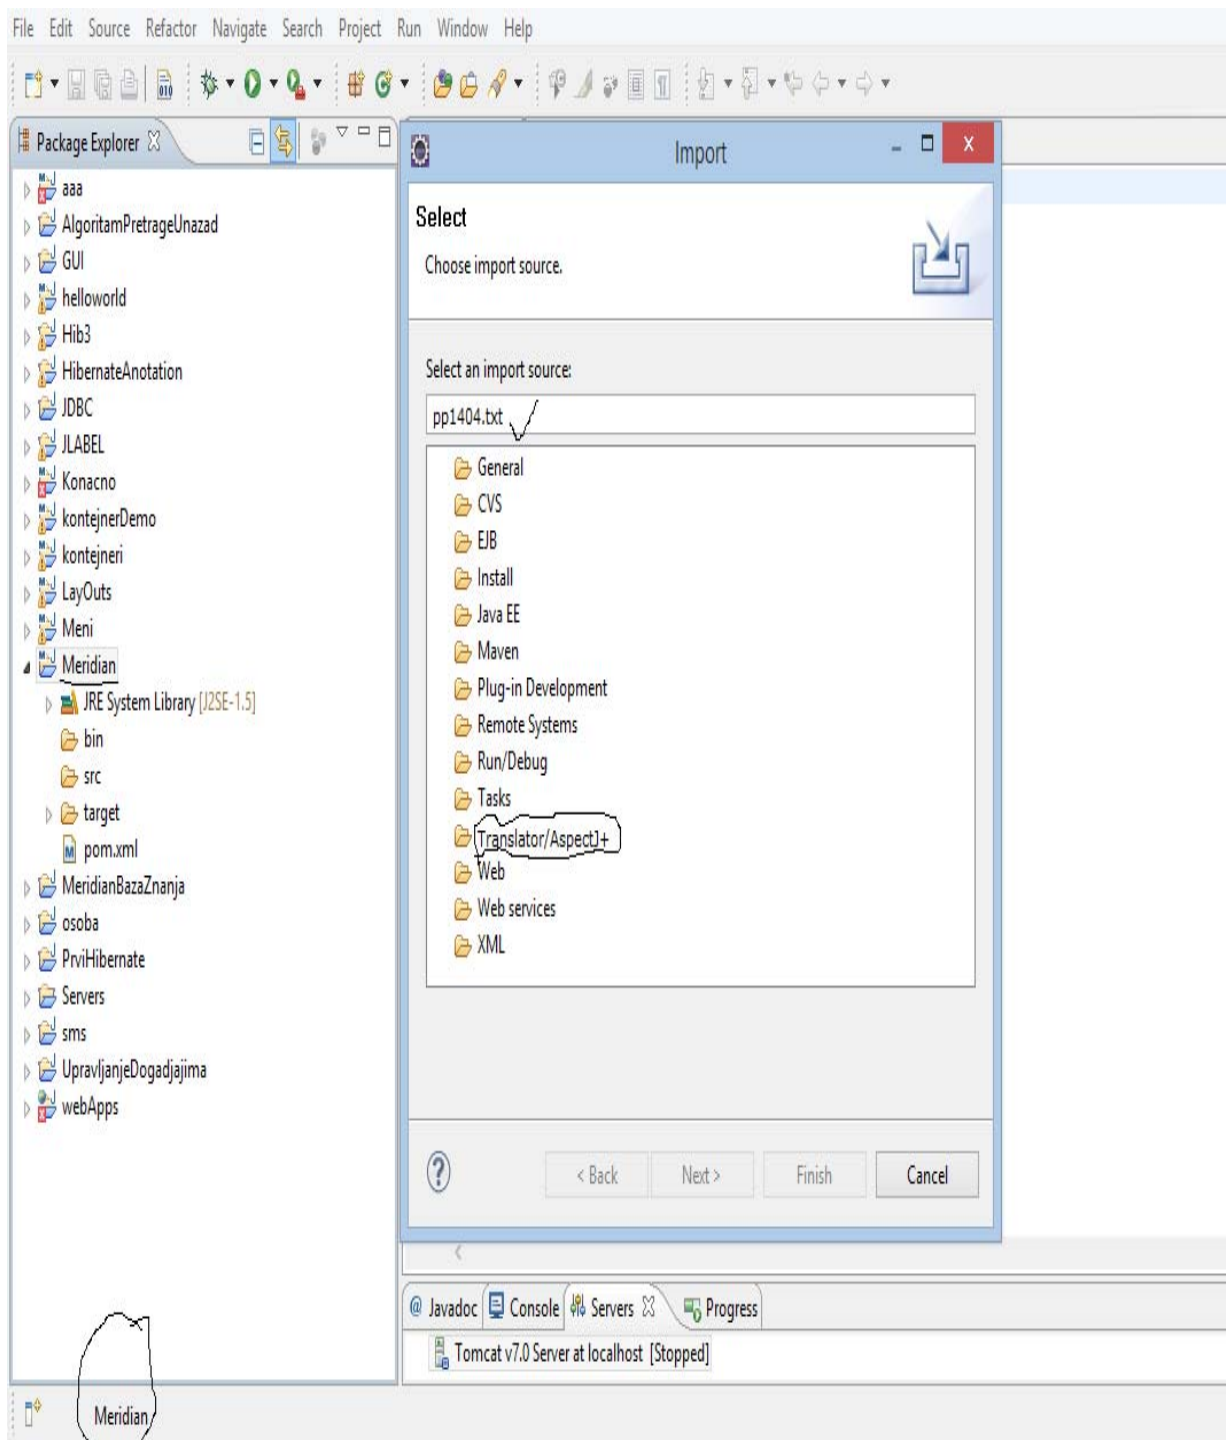 File Edit Source Refactor Navigate Search Project Run Window Help
Package Explorer
aaa
AlgoritamPretrageUnazad
GUI
helloworld
Hib3
HibernateAnotation
JDBC
JLABEL
Konacno
kontejnerDemo
kontejneri
LayOuts
Meni
Meridian
JRE System Library [J2SE-1.5]
bin
src
target
pom.xml
MeridianBazaZnanja
osoba
PrviHibernate
Servers
sms
UpravljanjeDogadjajima
webApps
Import
Select
Choose import source.
Select an import source:
pp1404.txt
General
CVS
EJB
Install
Java EE
Maven
Plug-in Development
Remote Systems
Run/Debug
Tasks
Translator/AspectJ+
Web
Web services
XML
< Back Next > Finish Cancel
@ Javadoc Console Servers Progress
Tomcat v7.0 Server at localhost [Stopped]
Meridian